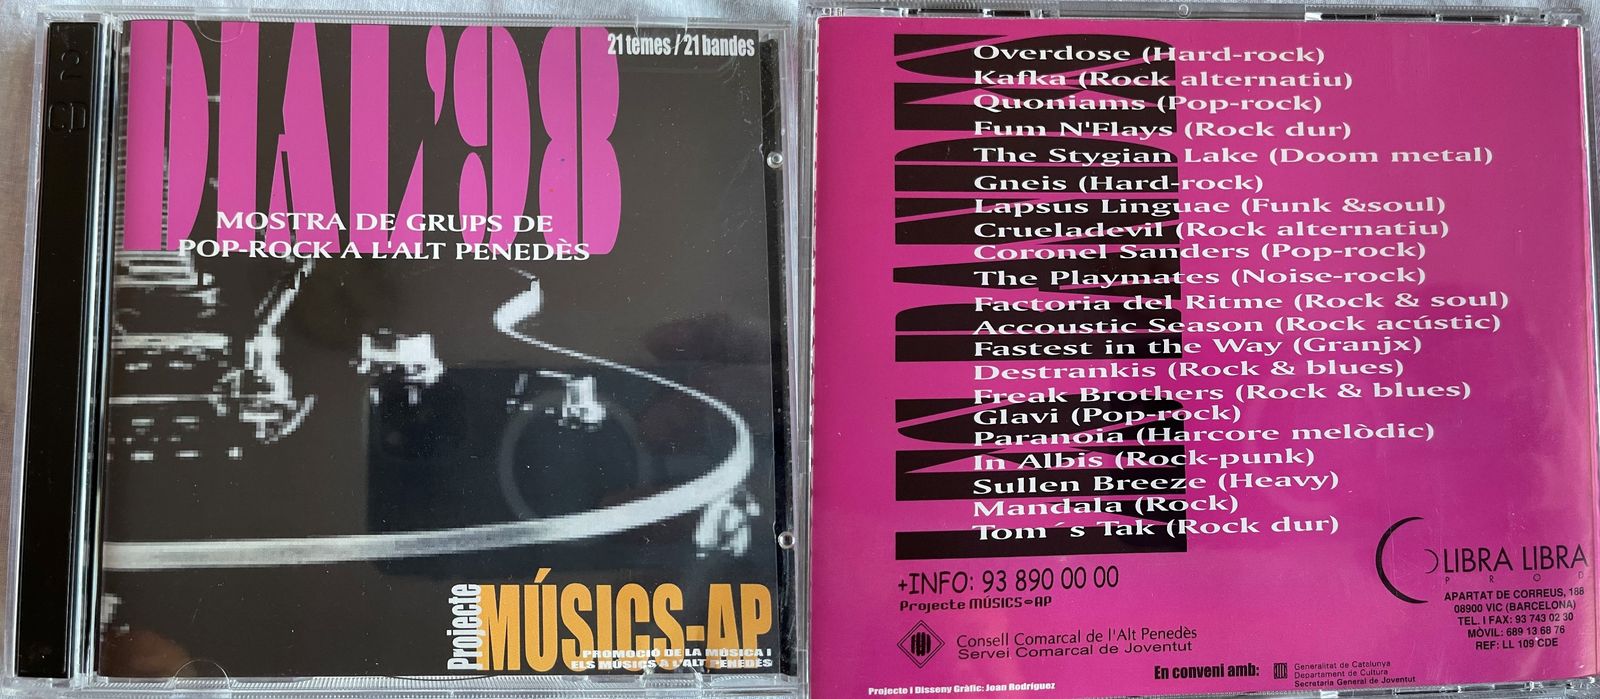 DIAL'98
21 temes / 21 bandes
MOSTRA DE GRUPS DE
POP-ROCK A L'ALT PENEDÈS
Projecte
MÚSICS-AP
PROMOCIÓ DE LA MÚSICA I
ELS MÚSICS A L'ALT PENEDÈS
Overdose (Hard-rock)
Kafka (Rock alternatiu)
Quoniams (Pop-rock)
Fum N'Flays (Rock dur)
The Stygian Lake (Doom metal)
Gneis (Hard-rock)
Lapsus Linguae (Funk &soul)
Crueladevil (Rock alternatiu)
Coronel Sanders (Pop-rock)
The Playmates (Noise-rock)
Factoria del Ritme (Rock & soul)
Accoustic Season (Rock acústic)
Fastest in the Way (Granjx)
Destrankis (Rock & blues)
Freak Brothers (Rock & blues)
Glavi (Pop-rock)
Paranoia (Harcore melòdic)
In Albis (Rock-punk)
Sullen Breeze (Heavy)
Mandala (Rock)
Tom´s Tak (Rock dur)
+INFO: 93 890 00 00
Projecte MÚSICS-AP
Consell Comarcal de l'Alt Penedès
Servei Comarcal de Joventut
En conveni amb:
Generalitat de Catalunya
Departament de Cultura
Secretaria General de Joventut
Projecte i Disseny Gràfic: Joan Rodríguez
LIBRA LIBRA
PROD
APARTAT DE CORREUS, 188
08900 VIC (BARCELONA)
TEL. I FAX: 93 743 02 30
MÒVIL: 689 13 68 76
REF: LL 109 CDE